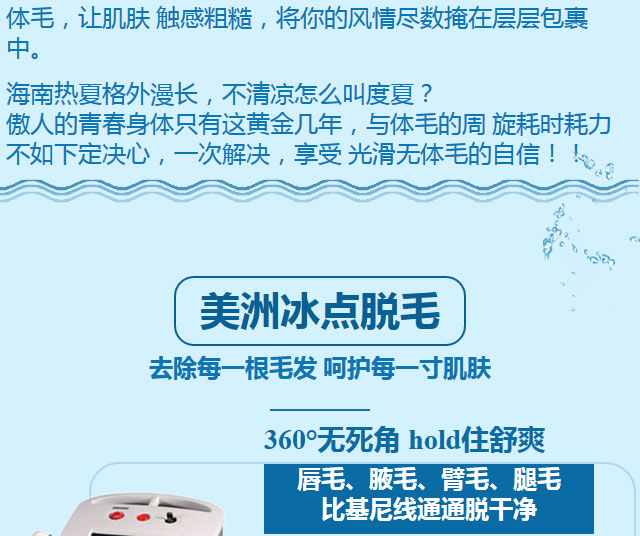 体毛，让肌肤 触感粗糙，将你的风情尽数掩在层层包裹
中。
海南热夏格外漫长，不清凉怎么叫度夏？
傲人的青春身体只有这黄金几年，与体毛的周 旋耗时耗力
不如下定决心，一次解决，享受 光滑无体毛的自信！！
美洲冰点脱毛
去除每一根毛发 呵护每一寸肌肤
360°无死角 hold住舒爽
唇毛、腋毛、臂毛、腿毛
比基尼线通通脱干净